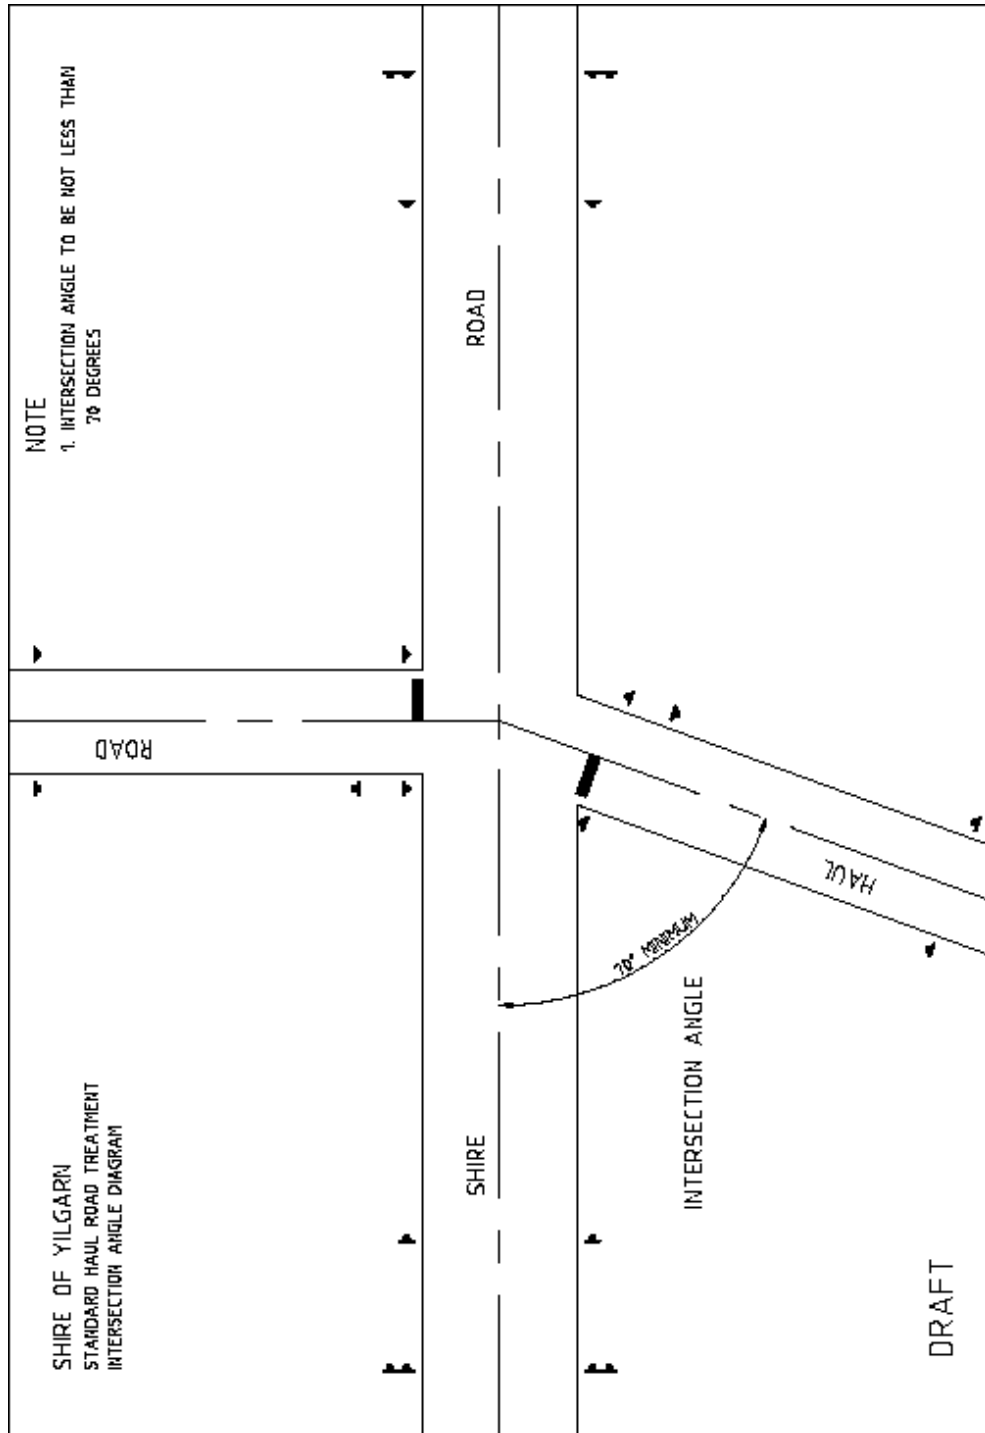 SHIRE OF YILGARN
STANDARD HAUL ROAD TREATMENT
INTERSECTION ANGLE DIAGRAM
NOTE
1. INTERSECTION ANGLE TO BE NOT LESS THAN
70 DEGREES
ROAD
SHIRE ROAD
70° MINIMUM
HAUL
INTERSECTION ANGLE
DRAFT